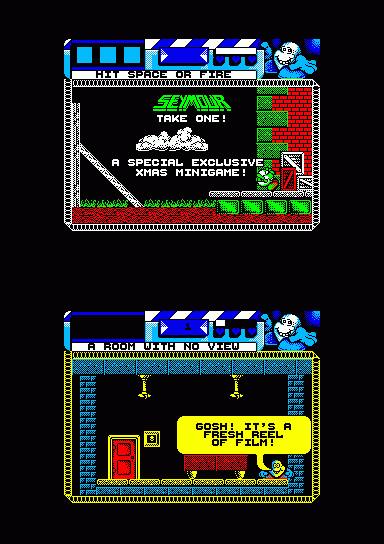 HIT SPACE OR FIRE
SEYMOUR
TAKE ONE!
A SPECIAL EXCLUSIVE
XMAS MINIGAME!
1
A ROOM WITH NO VIEW
GOSH! IT'S A
FRESH REEL
OF FILM!